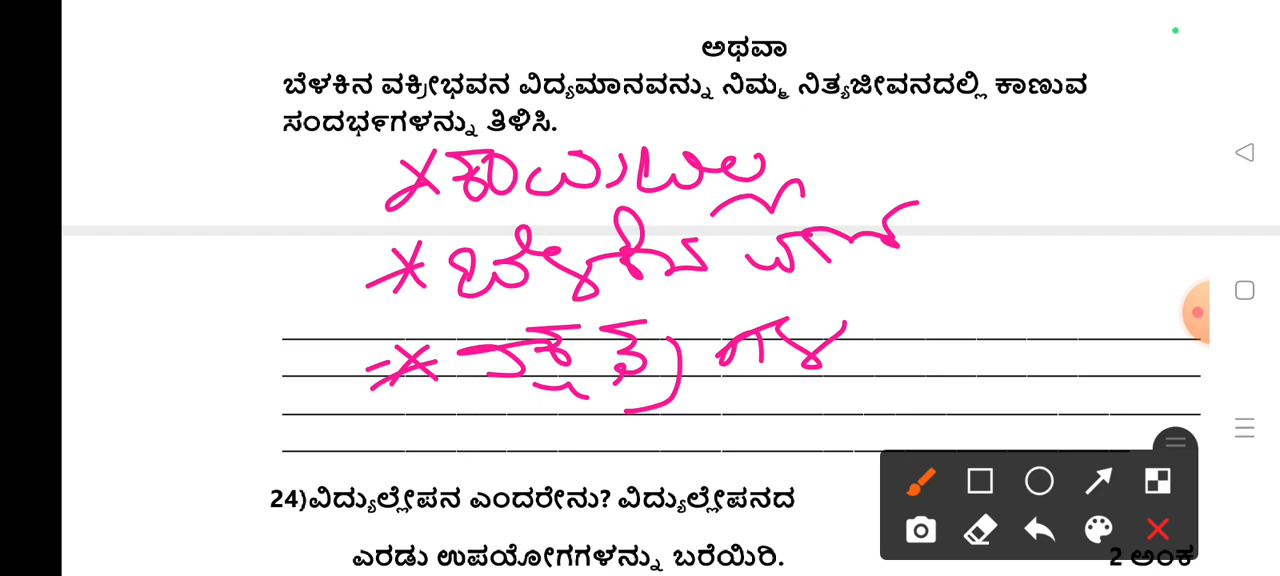 ಅಥವಾ
ಬೆಳಕಿನ ವಕ್ರೀಭವನ ವಿದ್ಯಮಾನವನ್ನು ನಿಮ್ಮ ನಿತ್ಯಜೀವನದಲ್ಲಿ ಕಾಣುವ
ಸಂದರ್ಭಗಳನ್ನು ತಿಳಿಸಿ.
* ಕಾಮನಬಿಲ್ಲು
* ಬೆಳಕಿನ
* ನಕ್ಷತ್ರಗಳ
24)ವಿದ್ಯುಲ್ಲೇಪನ ಎಂದರೇನು? ವಿದ್ಯುಲ್ಲೇಪನದ
ಎರಡು ಉಪಯೋಗಗಳನ್ನು ಬರೆಯಿರಿ. 2 ಅಂಕ